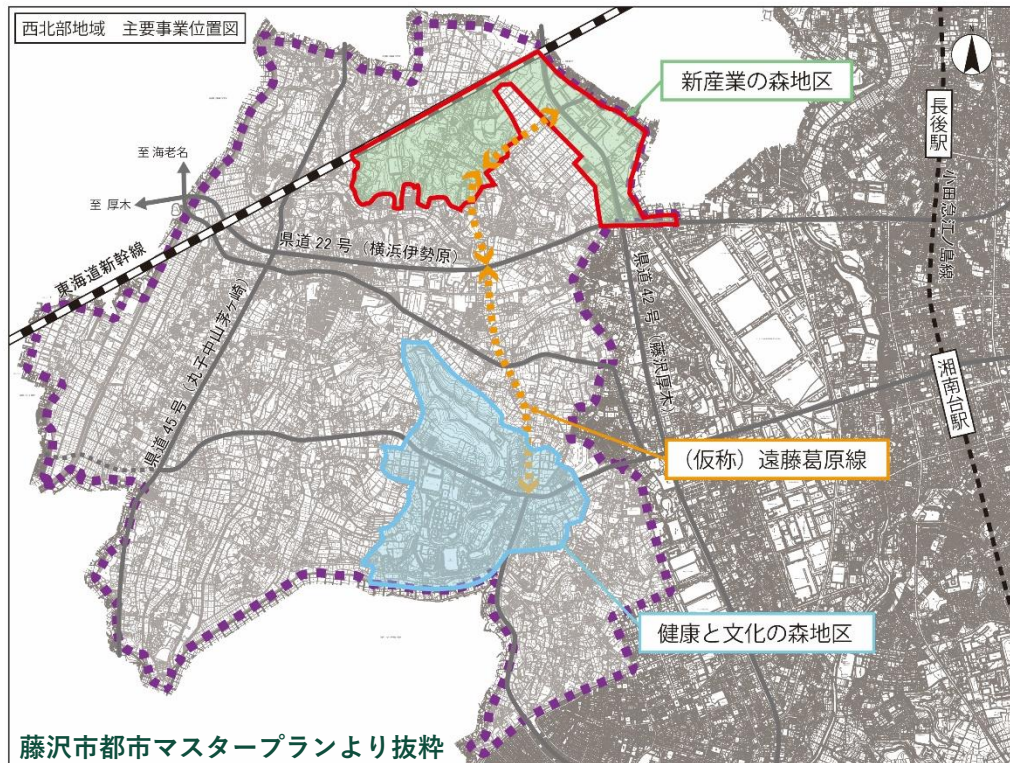 西北部地域　主要事業位置図
N
新産業の森地区
長後駅
小田急江ノ島線
至 海老名
至 厚木
東海道新幹線
県道 22 号（横浜伊勢原）
県道 42 号（藤沢厚木）
県道 45 号（丸子中山茅ヶ崎）
湘南台駅
（仮称）遠藤葛原線
健康と文化の森地区
藤沢市都市マスタープランより抜粋